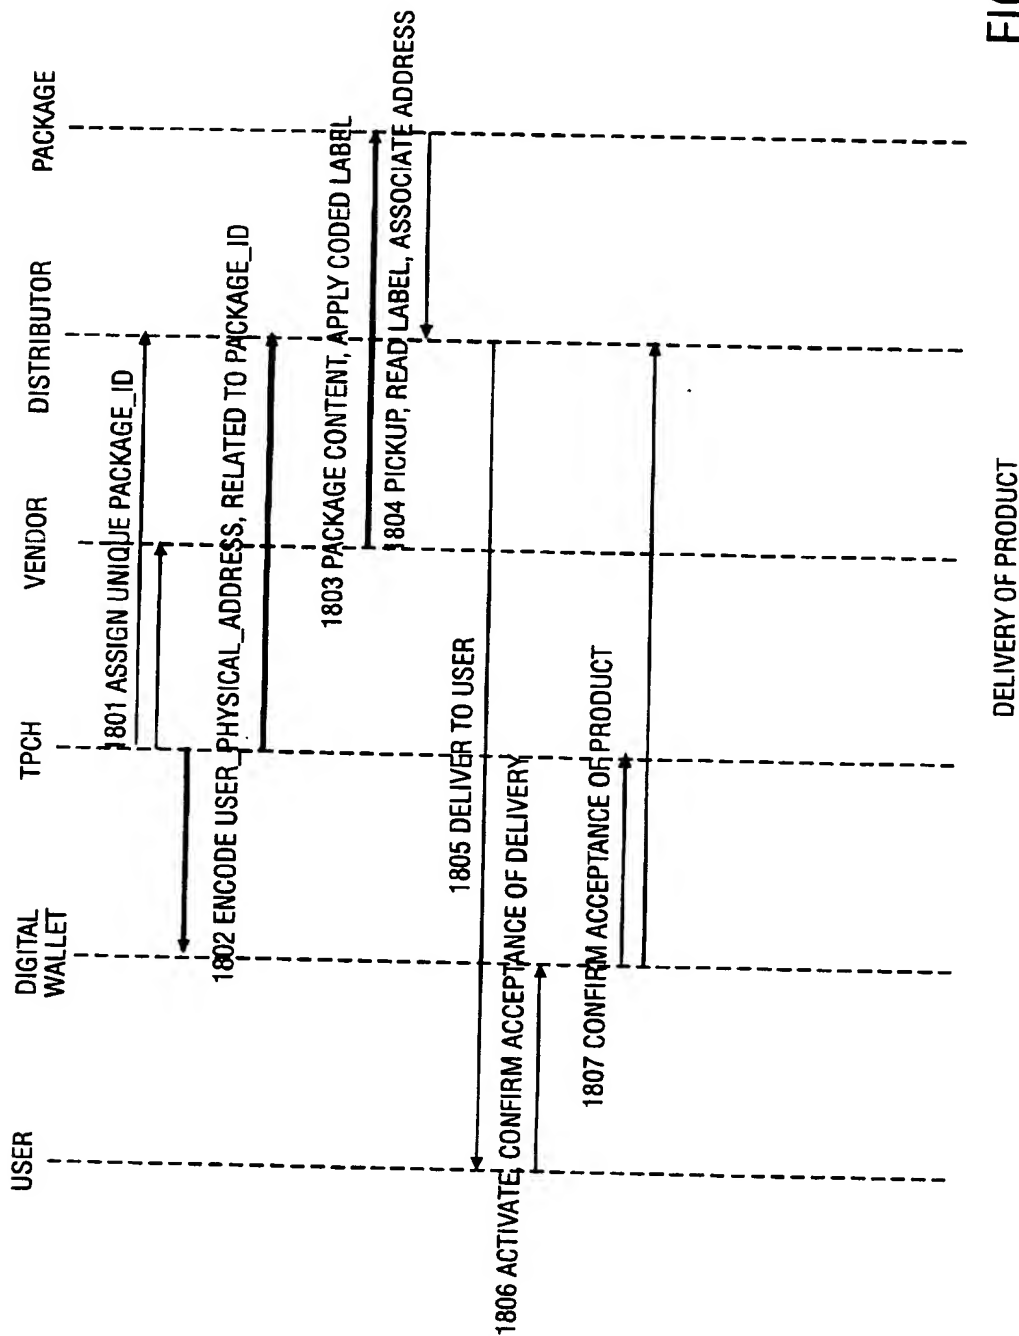 USER
DIGITAL
WALLET
TPCH
VENDOR
DISTRIBUTOR
PACKAGE
1801 ASSIGN UNIQUE PACKAGE_ID
1802 ENCODE USER_PHYSICAL_ADDRESS, RELATED TO PACKAGE_ID
1803 PACKAGE CONTENT, APPLY CODED LABEL
1804 PICKUP, READ LABEL, ASSOCIATE ADDRESS
1805 DELIVER TO USER
1806 ACTIVATE, CONFIRM ACCEPTANCE OF DELIVERY
1807 CONFIRM ACCEPTANCE OF PRODUCT
DELIVERY OF PRODUCT